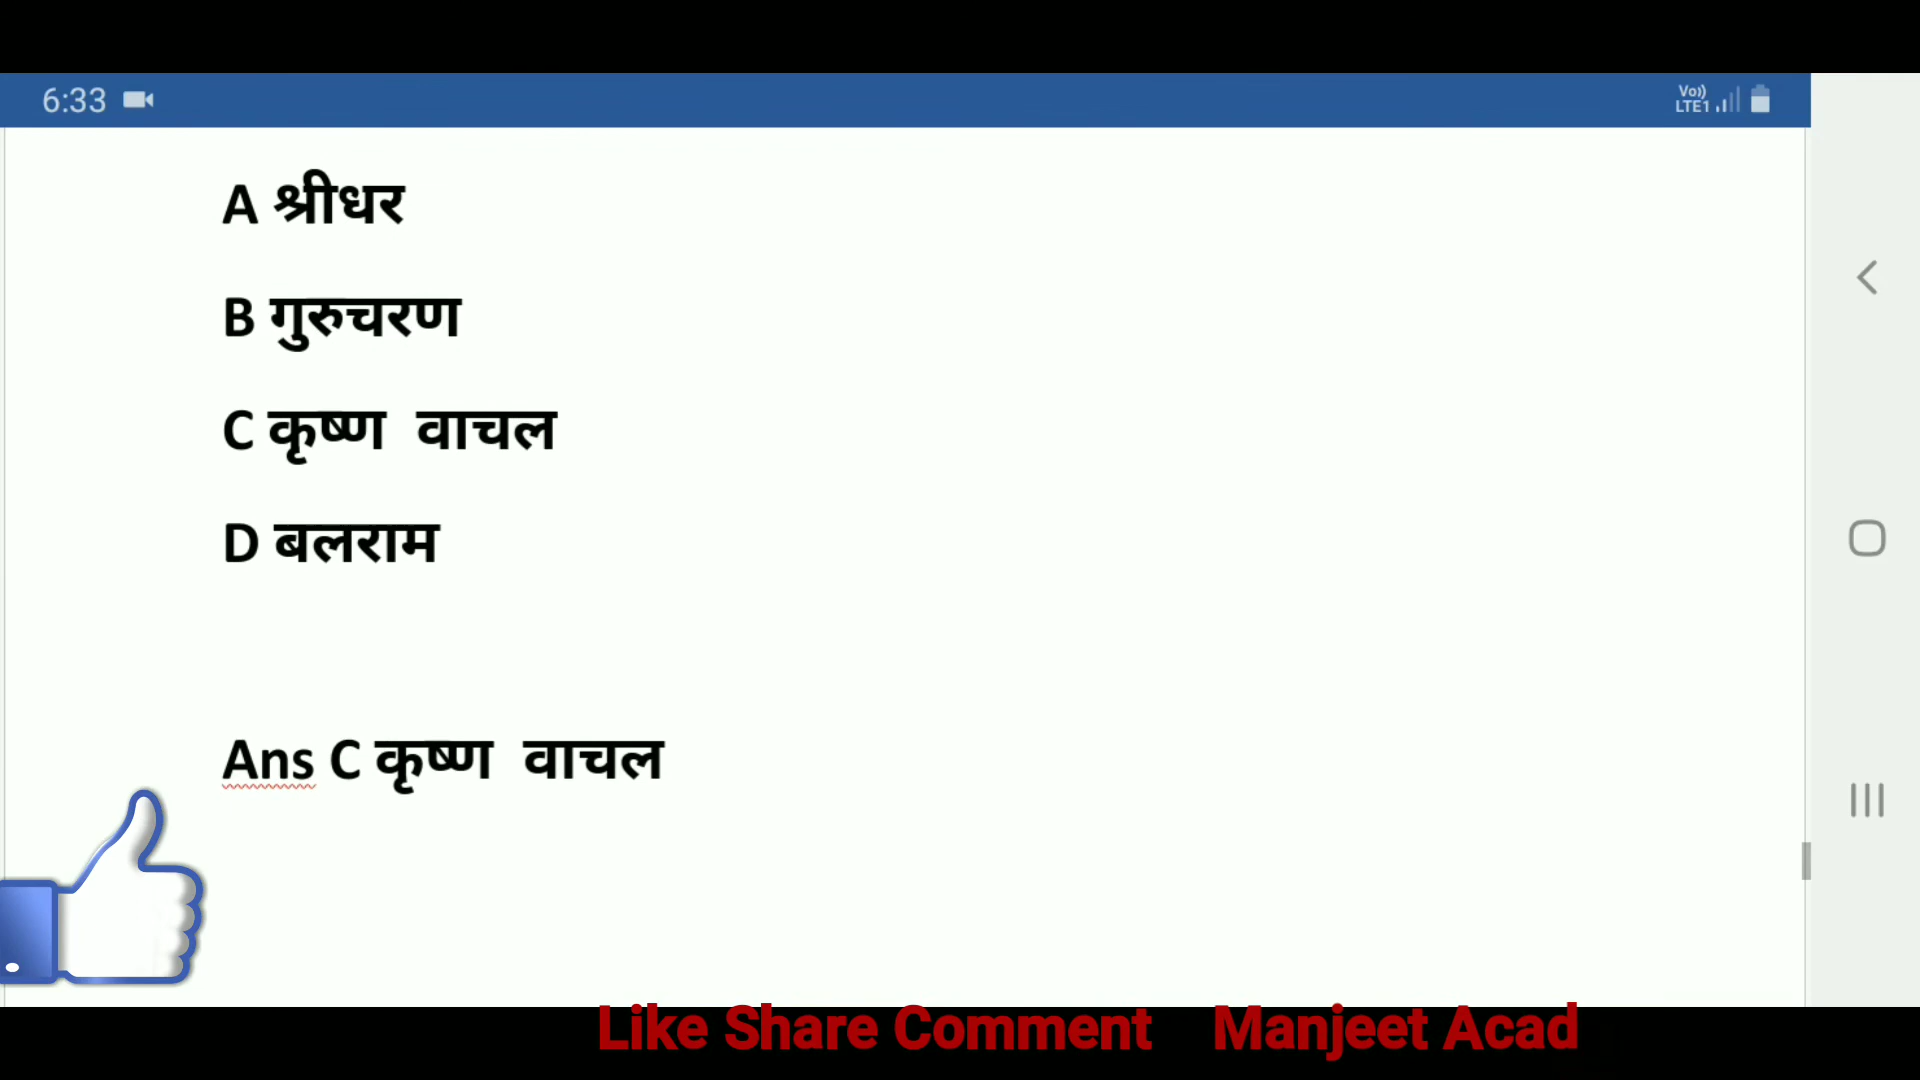 6:33
Vo))
LTE1
A श्रीधर
B गुरुचरण
C कृष्ण वाचल
D बलराम
Ans C कृष्ण वाचल
Like Share Comment Manjeet Acad